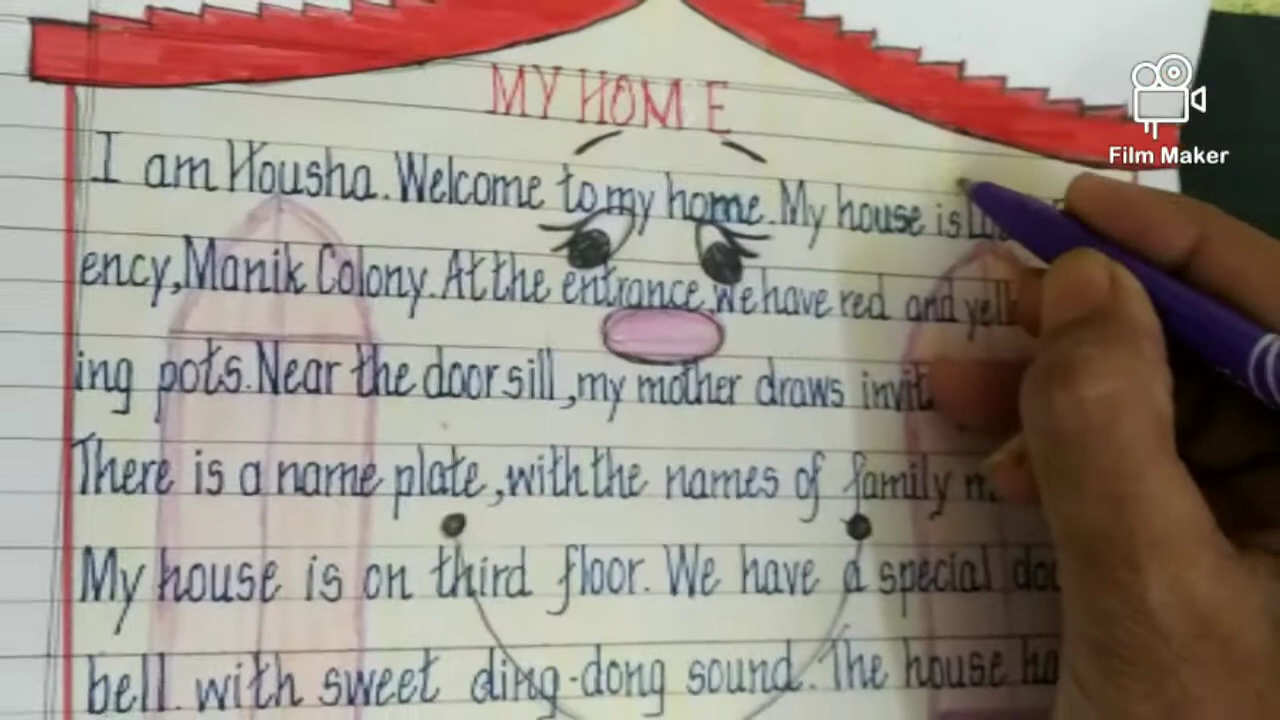 MY HOME
Film Maker
I am Housha. Welcome to my home. My house is
ency, Manik Colony. At the entrance, we have red and
ing pots. Near the door sill, my mother draws
There is a name plate, with the names of family
My house is on third floor. We have a special
bell with sweet ding-dong sound. The house